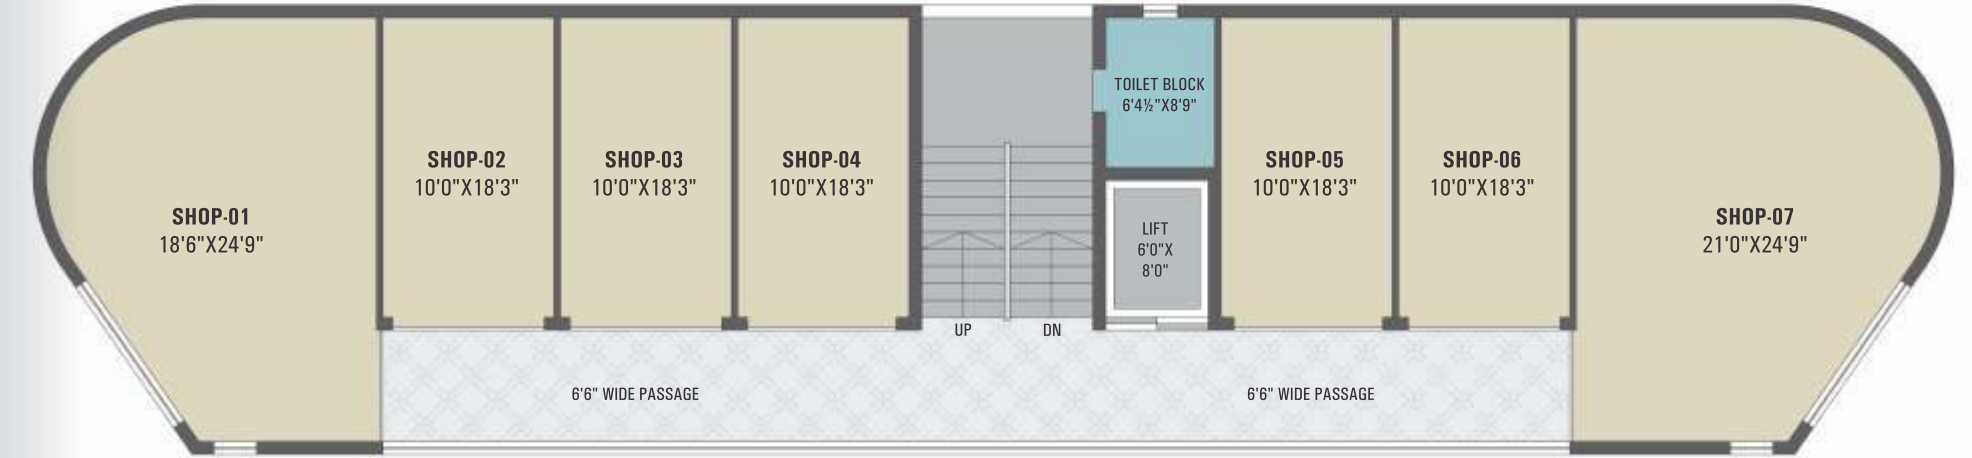 SHOP-01
18'6"X24'9"
SHOP-02
10'0"X18'3"
SHOP-03
10'0"X18'3"
SHOP-04
10'0"X18'3"
UP
DN
TOILET BLOCK
6'4½"X8'9"
LIFT
6'0"X
8'0"
SHOP-05
10'0"X18'3"
SHOP-06
10'0"X18'3"
SHOP-07
21'0"X24'9"
6'6" WIDE PASSAGE
6'6" WIDE PASSAGE